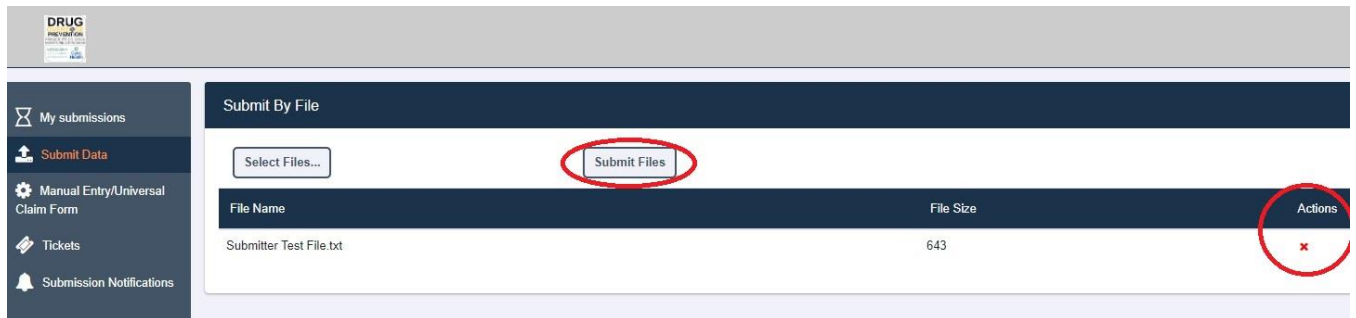 DRUG
PREVENTION
My submissions
Submit Data
Manual Entry/Universal
Claim Form
Tickets
Submission Notifications
Submit By File
Select Files...
Submit Files
File Name
File Size
Actions
Submitter Test File.txt
643